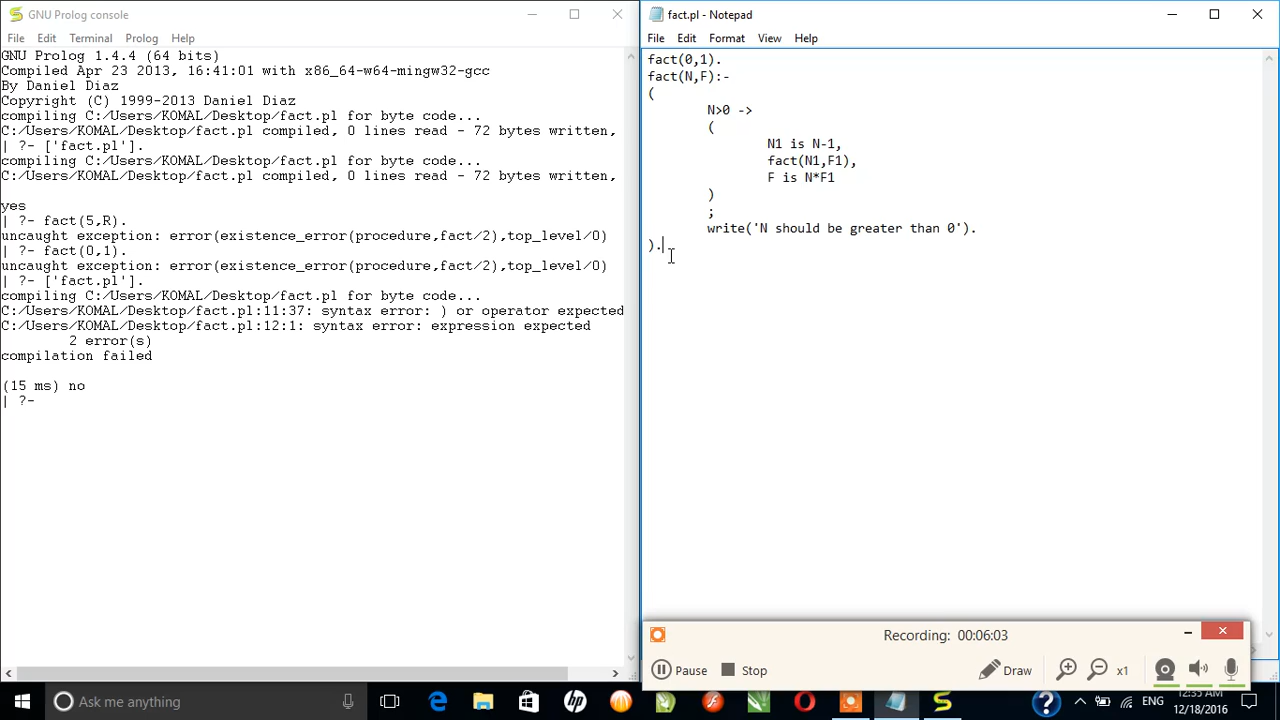 GNU Prolog console
File Edit Terminal Prolog Help
GNU Prolog 1.4.4 (64 bits)
Compiled Apr 23 2013, 16:41:01 with x86_64-w64-mingw32-gcc
By Daniel Diaz
Copyright (C) 1999-2013 Daniel Diaz
compiling C:/Users/KOMAL/Desktop/fact.pl for byte code...
C:/Users/KOMAL/Desktop/fact.pl compiled, 0 lines read - 72 bytes written,
| ?- ['fact.pl'].
compiling C:/Users/KOMAL/Desktop/fact.pl for byte code...
C:/Users/KOMAL/Desktop/fact.pl compiled, 0 lines read - 72 bytes written,
yes
| ?- fact(5,R).
uncaught exception: error(existence_error(procedure,fact/2),top_level/0)
| ?- fact(0,1).
uncaught exception: error(existence_error(procedure,fact/2),top_level/0)
| ?- ['fact.pl'].
compiling C:/Users/KOMAL/Desktop/fact.pl for byte code...
C:/Users/KOMAL/Desktop/fact.pl:11:37: syntax error: ) or operator expected
C:/Users/KOMAL/Desktop/fact.pl:12:1: syntax error: expression expected
2 error(s)
compilation failed
(15 ms) no
| ?-
fact.pl - Notepad
File Edit Format View Help
fact(0,1).
fact(N,F):-
(
N>0 ->
(
N1 is N-1,
fact(N1,F1),
F is N*F1
)
;
write('N should be greater than 0').
).
Recording: 00:06:03
Pause Stop Draw x1
Ask me anything
ENG
12:35 AM
12/18/2016